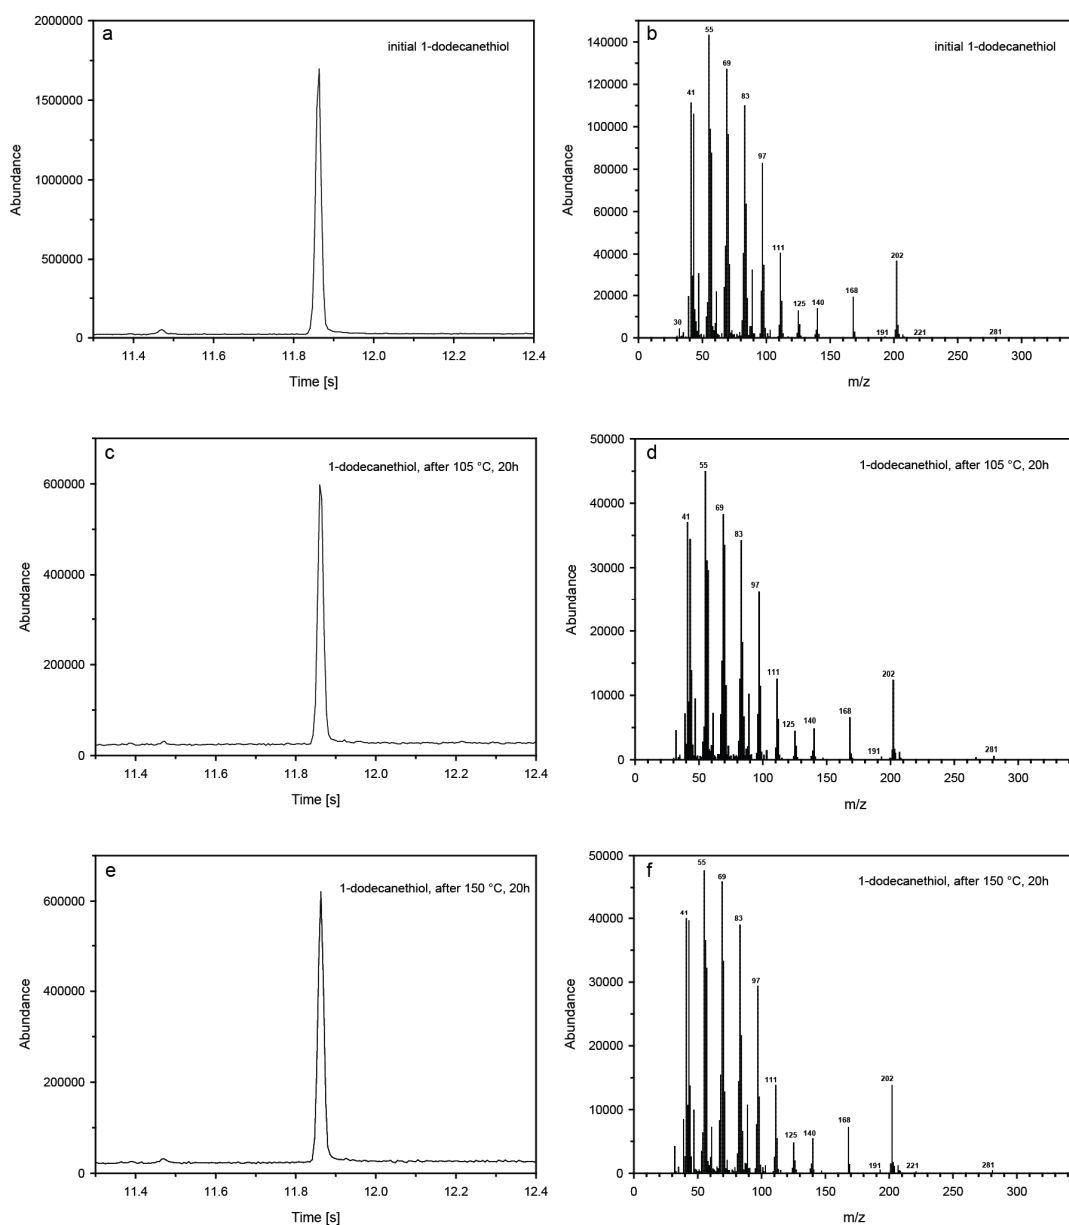 a
initial 1-dodecanethiol
2000000
1500000
1000000
500000
0
Abundance
11.4 11.6 11.8 12.0 12.2 12.4
Time [s]
b
initial 1-dodecanethiol
140000
120000
100000
80000
60000
40000
20000
0
Abundance
30 41 55 69 83 97 111 125 140 168 191 202 221 281
0 50 100 150 200 250 300
m/z
c
1-dodecanethiol, after 105 °C, 20h
600000
400000
200000
0
Abundance
11.4 11.6 11.8 12.0 12.2 12.4
Time [s]
d
1-dodecanethiol, after 105 °C, 20h
50000
40000
30000
20000
10000
0
Abundance
41 55 69 83 97 111 125 140 168 191 202 281
0 50 100 150 200 250 300
m/z
e
1-dodecanethiol, after 150 °C, 20h
600000
400000
200000
0
Abundance
11.4 11.6 11.8 12.0 12.2 12.4
Time [s]
f
1-dodecanethiol, after 150 °C, 20h
50000
40000
30000
20000
10000
0
Abundance
41 55 69 83 97 111 125 140 168 191 202 221 281
0 50 100 150 200 250 300
m/z